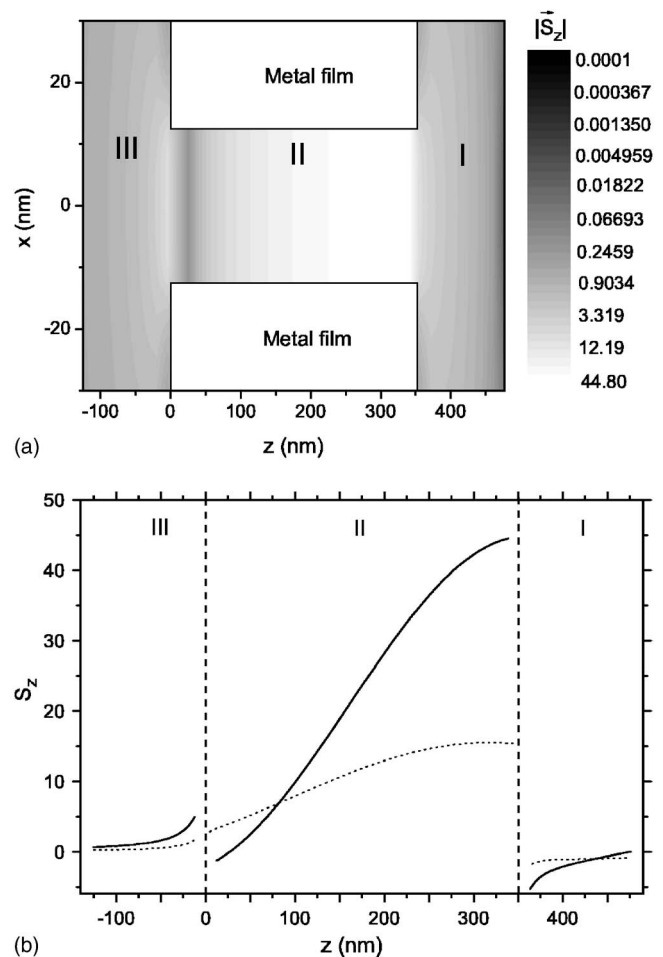 |S⃗z|
30
20
0
-20
x (nm)
Metal film
III
II
I
Metal film
-100
0
100
200
300
400
z (nm)
0.0001
0.000367
0.001350
0.004959
0.01822
0.06693
0.2459
0.9034
3.319
12.19
44.80
(a)
50
40
30
20
10
0
Sz
III
II
I
-100
0
100
200
300
400
z (nm)
(b)